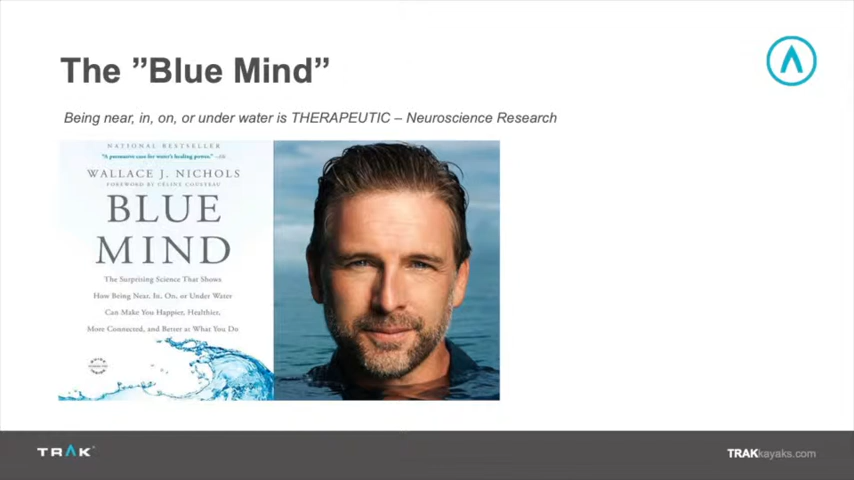 The ”Blue Mind”
Being near, in, on, or under water is THERAPEUTIC – Neuroscience Research
NATIONAL BESTSELLER
"A persuasive case for water's healing power."
WALLACE J. NICHOLS
FOREWORD BY CÉLINE COUSTEAU
BLUE
MIND
The Surprising Science That Shows
How Being Near, In, On, or Under Water
Can Make You Happier, Healthier,
More Connected, and Better at What You Do
TRAK
TRAKkayaks.com